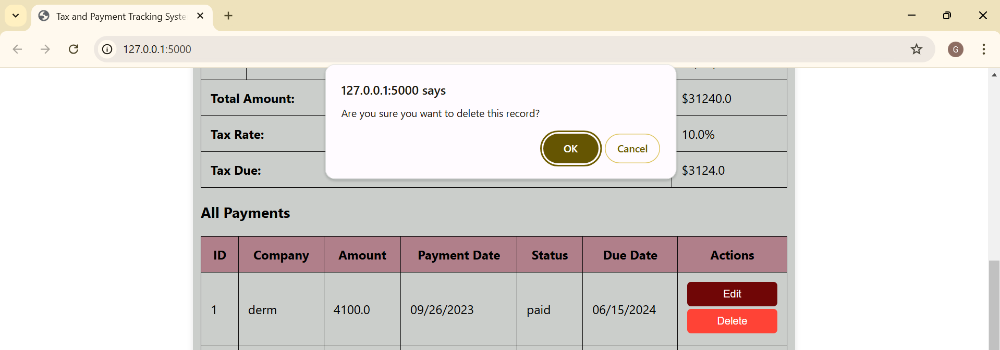 Tax and Payment Tracking Syste
127.0.0.1:5000
G
127.0.0.1:5000 says
Are you sure you want to delete this record?
OK Cancel
Total Amount: $31240.0
Tax Rate: 10.0%
Tax Due: $3124.0
All Payments
ID Company Amount Payment Date Status Due Date Actions
1 derm 4100.0 09/26/2023 paid 06/15/2024 Edit
Delete